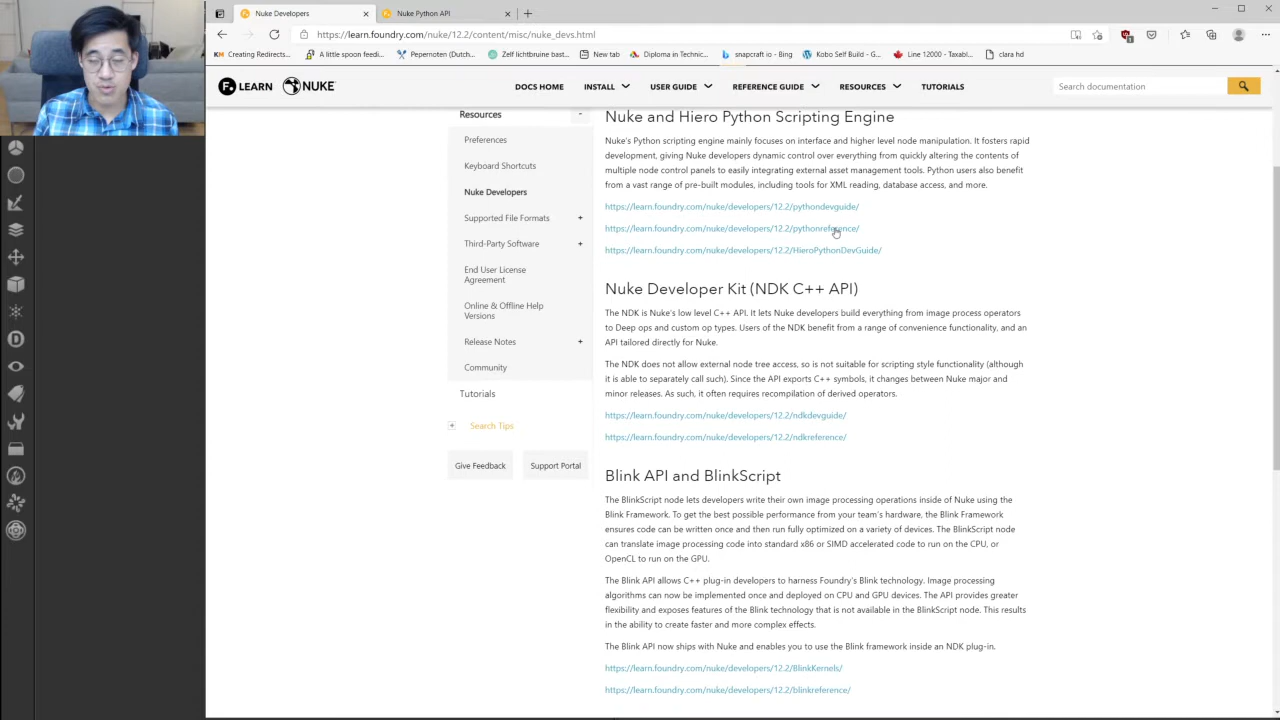 Nuke Developers
Nuke Python API
https://learn.foundry.com/nuke/12.2/content/misc/nuke_devs.html
Creating Redirects...
A little spoon feedi...
Pepernoten (Dutch...
Zelf lichtbruine bast...
New tab
Diploma in Technic...
snapcraft io - Bing
Kobo Self Build - G...
Line 12000 - Taxabl...
clara hd
LEARN
NUKE
DOCS HOME
INSTALL
USER GUIDE
REFERENCE GUIDE
RESOURCES
TUTORIALS
Search documentation
Resources
Preferences
Keyboard Shortcuts
Nuke Developers
Supported File Formats
Third-Party Software
End User License
Agreement
Online & Offline Help
Versions
Release Notes
Community
Tutorials
Search Tips
Give Feedback
Support Portal
Nuke and Hiero Python Scripting Engine
Nuke's Python scripting engine mainly focuses on interface and higher level node manipulation. It fosters rapid
development, giving Nuke developers dynamic control over everything from quickly altering the contents of
multiple node control panels to easily integrating external asset management tools. Python users also benefit
from a vast range of pre-built modules, including tools for XML reading, database access, and more.
https://learn.foundry.com/nuke/developers/12.2/pythondevguide/
https://learn.foundry.com/nuke/developers/12.2/pythonreference/
https://learn.foundry.com/nuke/developers/12.2/HieroPythonDevGuide/
Nuke Developer Kit (NDK C++ API)
The NDK is Nuke's low level C++ API. It lets Nuke developers build everything from image process operators
to Deep ops and custom op types. Users of the NDK benefit from a range of convenience functionality, and an
API tailored directly for Nuke.
The NDK does not allow external node tree access, so is not suitable for scripting style functionality (although
it is able to separately call such). Since the API exports C++ symbols, it changes between Nuke major and
minor releases. As such, it often requires recompilation of derived operators.
https://learn.foundry.com/nuke/developers/12.2/ndkdevguide/
https://learn.foundry.com/nuke/developers/12.2/ndkreference/
Blink API and BlinkScript
The BlinkScript node lets developers write their own image processing operations inside of Nuke using the
Blink Framework. To get the best possible performance from your team's hardware, the Blink Framework
ensures code can be written once and then run fully optimized on a variety of devices. The BlinkScript node
can translate image processing code into standard x86 or SIMD accelerated code to run on the CPU, or
OpenCL to run on the GPU.
The Blink API allows C++ plug-in developers to harness Foundry's Blink technology. Image processing
algorithms can now be implemented once and deployed on CPU and GPU devices. The API provides greater
flexibility and exposes features of the Blink technology that is not available in the BlinkScript node. This results
in the ability to create faster and more complex effects.
The Blink API now ships with Nuke and enables you to use the Blink framework inside an NDK plug-in.
https://learn.foundry.com/nuke/developers/12.2/BlinkKernels/
https://learn.foundry.com/nuke/developers/12.2/blinkreference/